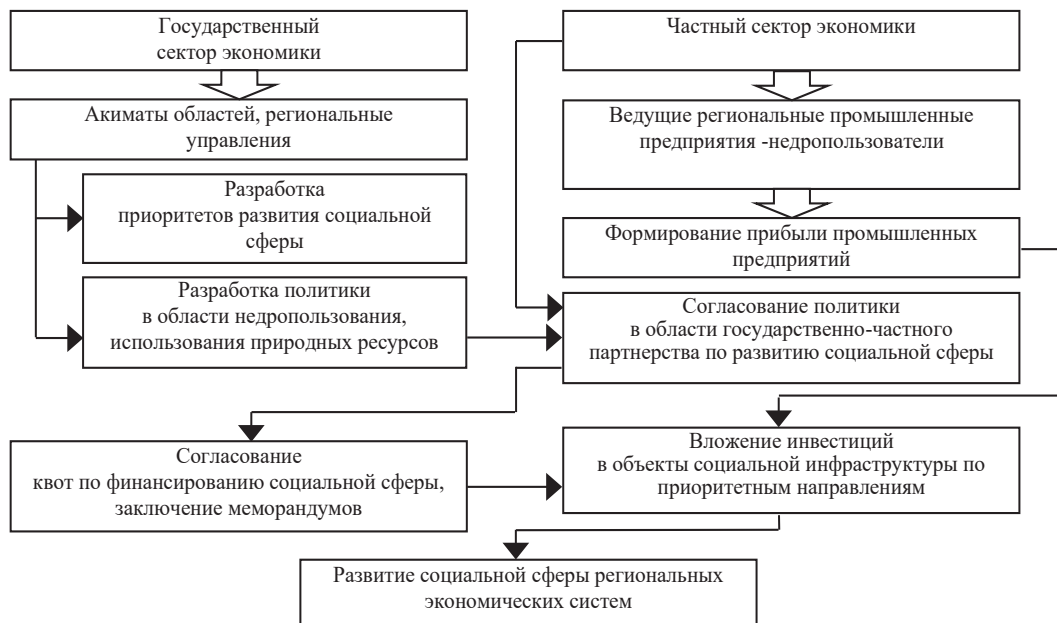 Государственный
сектор экономики
Частный сектор экономики
Акиматы областей, региональные
управления
Ведущие региональные промышленные
предприятия -недропользователи
Разработка
приоритетов развития социальной
сферы
Формирование прибыли промышленных
предприятий
Разработка политики
в области недропользования,
использования природных ресурсов
Согласование политики
в области государственно-частного
партнерства по развитию социальной сферы
Согласование
квот по финансированию социальной сферы,
заключение меморандумов
Вложение инвестиций
в объекты социальной инфраструктуры по
приоритетным направлениям
Развитие социальной сферы региональных
экономических систем